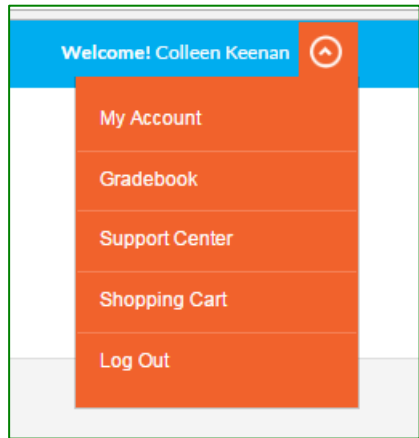 Welcome! Colleen Keenan
My Account
Gradebook
Support Center
Shopping Cart
Log Out